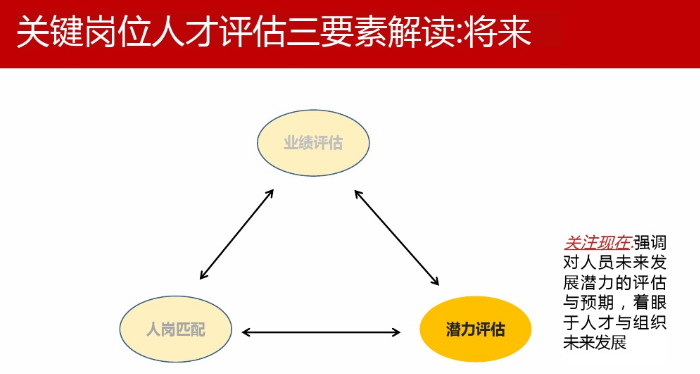 关键岗位人才评估三要素解读:将来
业绩评估
人岗匹配
潜力评估
关注现在:强调
对人员未来发
展潜力的评估
与预期，着眼
于人才与组织
未来发展